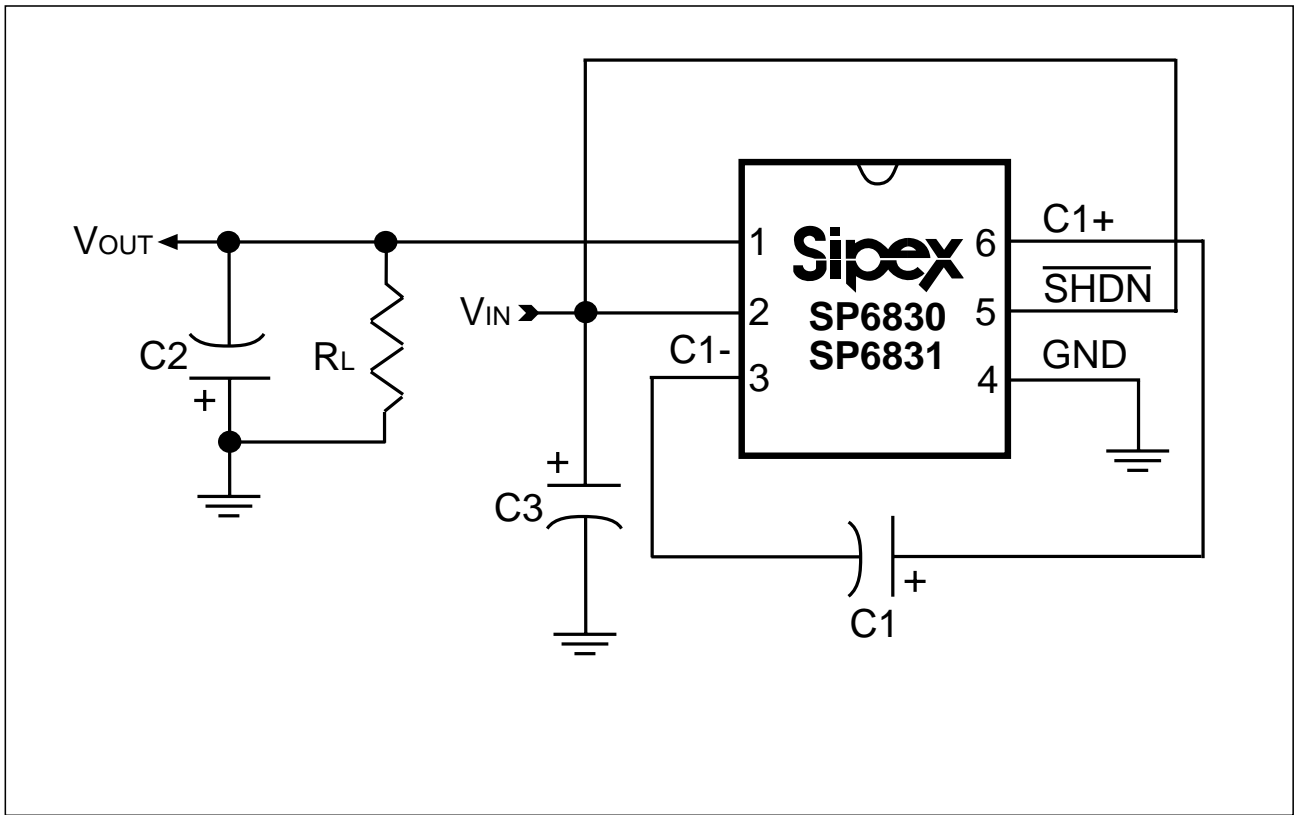 C1+
VOUT
1
Sipex
6
SHDN
VIN
2
SP6830
5
C1-
SP6831
GND
C2
RL
3
4
+
+
C3
+
C1